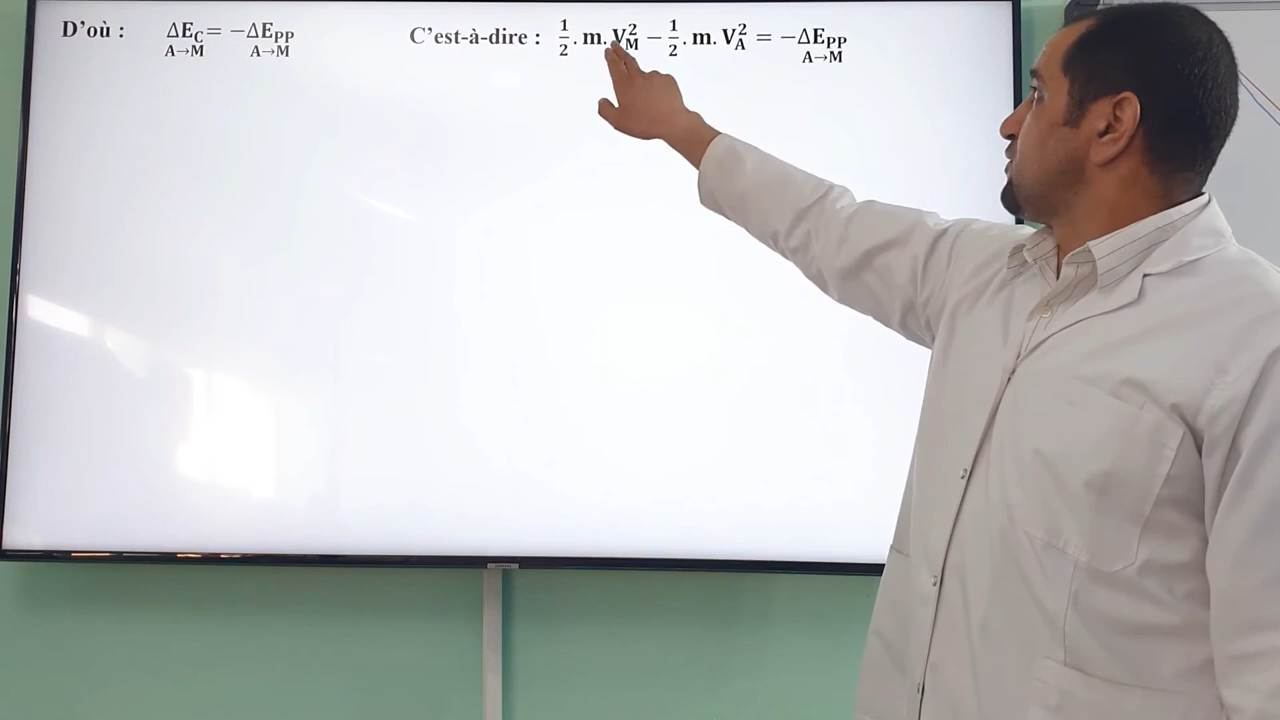 D’où : ΔE_C = −ΔE_PP C’est-à-dire : 1/2 . m. V_M^2 − 1/2 . m. V_A^2 = −ΔE_PP
A→M A→M A→M